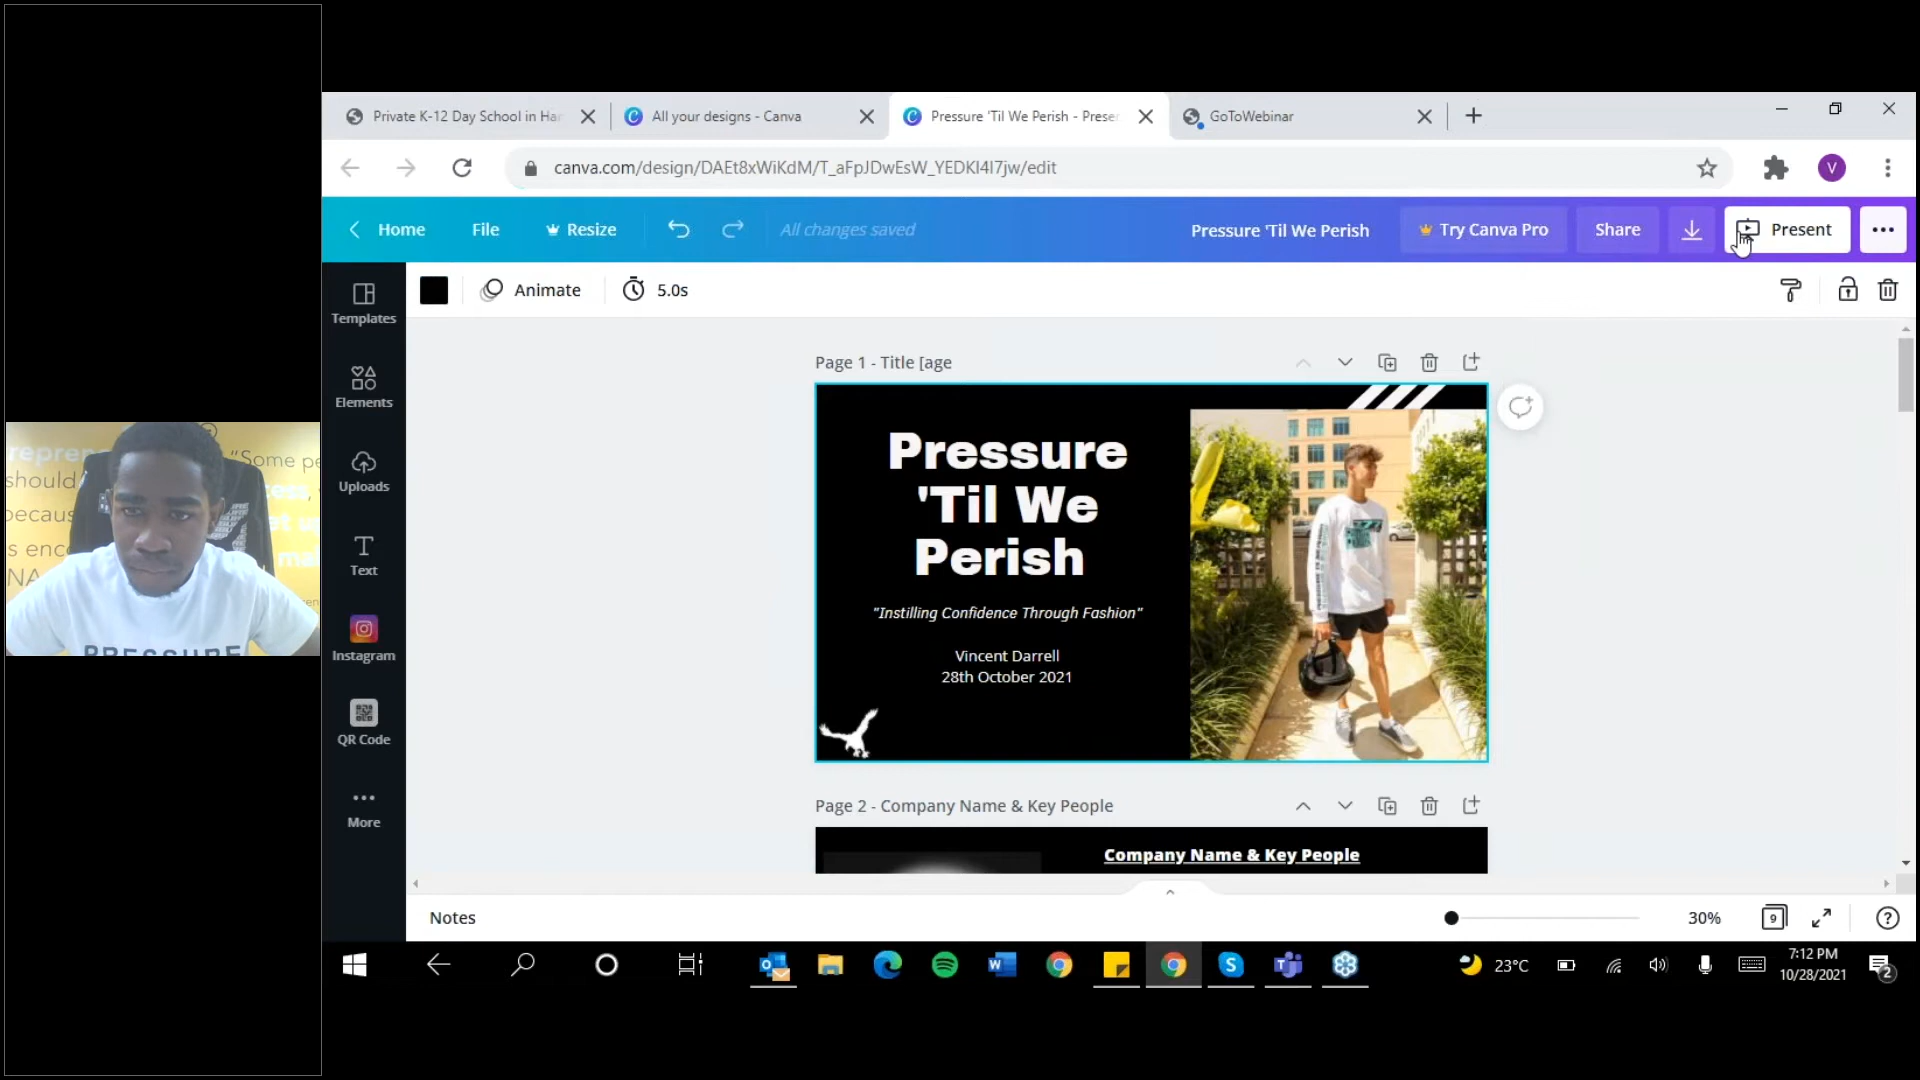 Private K-12 Day School in Ha
All your designs - Canva
Pressure 'Til We Perish - Prese
GoToWebinar
canva.com/design/DAEt8xWiKdM/T_aFpJDwEsW_YEDKI4I7jw/edit
V
Home
File
Resize
All changes saved
Pressure 'Til We Perish
Try Canva Pro
Share
Present
Animate
5.0s
Templates
Elements
Uploads
Text
Instagram
QR Code
More
Page 1 - Title [age
Pressure
'Til We
Perish
"Instilling Confidence Through Fashion"
Vincent Darrell
28th October 2021
Page 2 - Company Name & Key People
Company Name & Key People
"Some
should
PRESSURE
Notes
30%
9
23°C
7:12 PM
10/28/2021
2